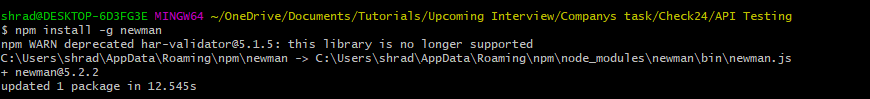 shrad@DESKTOP-6D3FG3E MINGW64 ~/OneDrive/Documents/Tutorials/Upcoming Interview/Companys task/Check24/API Testing
$ npm install -g newman
npm WARN deprecated har-validator@5.1.5: this library is no longer supported
C:\Users\shrad\AppData\Roaming\npm\newman -> C:\Users\shrad\AppData\Roaming\npm\node_modules\newman\bin\newman.js
+ newman@5.2.2
updated 1 package in 12.545s